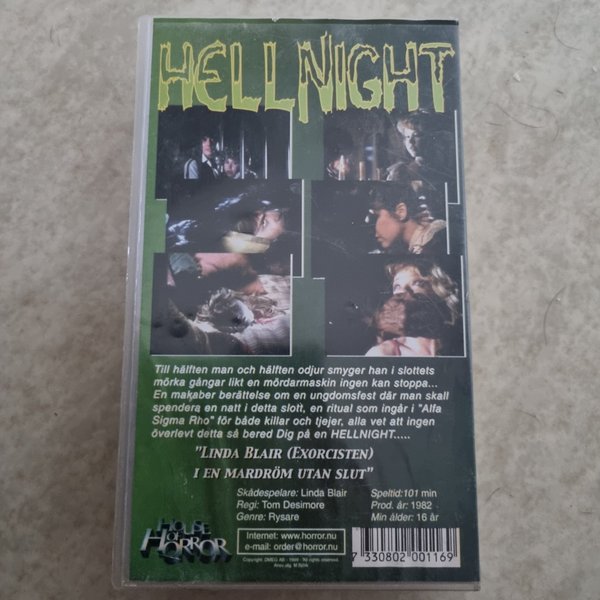 HELLNIGHT
Till hälften man och hälften odjur smyger han i slottets
mörka gångar likt en mördarmaskin ingen kan stoppa...
En makaber berättelse om en ungdomsfest där man skall
spendera en natt i detta slott, en ritual som ingår i "Alfa
Sigma Rho" för både killar och tjejer, alla vet att ingen
överlevt detta så bered Dig på en HELLNIGHT.....
"LINDA BLAIR (EXORCISTEN)
I EN MARDRÖM UTAN SLUT"
Skådespelare: Linda Blair Speltid:101 min
Regi: Tom Desimore Prod. år: 1982
Genre: Rysare Min ålder: 16 år
HOUSE
OF
HORROR
Internet: www.horror.nu
e-mail: order@horror.nu
7 330802 001169